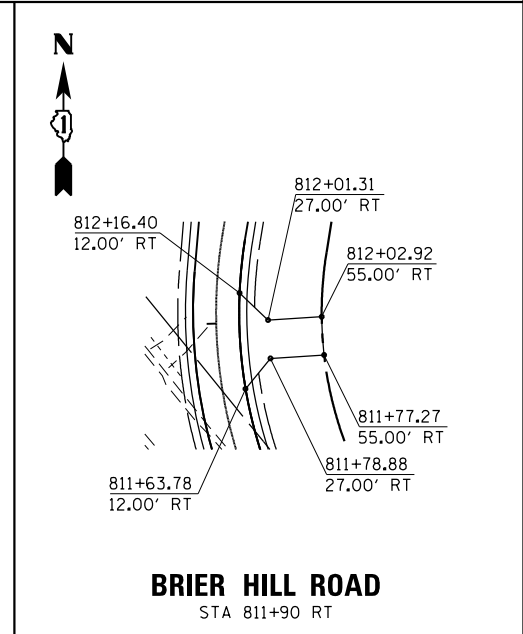 N
1
812+01.31
27.00' RT
812+16.40
12.00' RT
812+02.92
55.00' RT
811+77.27
55.00' RT
811+78.88
27.00' RT
811+63.78
12.00' RT
BRIER HILL ROAD
STA 811+90 RT